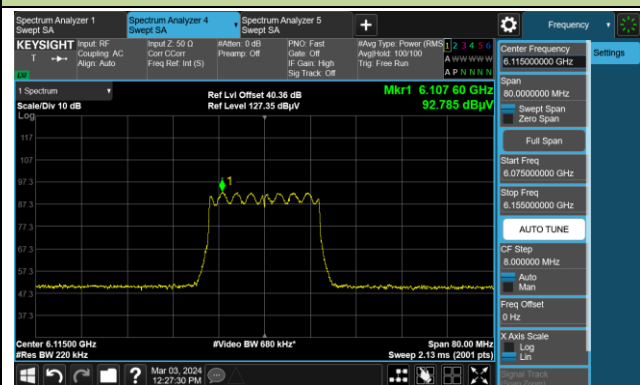 Spectrum Analyzer 1
Swept SA
Spectrum Analyzer 4
Swept SA
Spectrum Analyzer 5
Swept SA
+
Frequency
KEYSIGHT
T
LXI
Input: RF
Coupling: AC
Align: Auto
Input Z: 50 Ω
Corr CCorr
Freq Ref: Int (S)
#Atten: 0 dB
Preamp: Off
PNO: Fast
Gate: Off
IF Gain: High
Sig Track: Off
#Avg Type: Power (RMS
Avg|Hold: 100/100
Trig: Free Run
1 2 3 4 5 6
A W W W W W
A P N N N N
1 Spectrum
Scale/Div 10 dB
Log
Ref Lvl Offset 40.36 dB
Ref Level 127.35 dBµV
Mkr1 6.107 60 GHz
92.785 dBµV
117
107
97.3
87.3
77.3
67.3
57.3
47.3
37.3
1
Center 6.11500 GHz
#Res BW 220 kHz
#Video BW 680 kHz*
Span 80.00 MHz
Sweep 2.13 ms (2001 pts)
Center Frequency
6.115000000 GHz
Span
80.0000000 MHz
Swept Span
Zero Span
Full Span
Start Freq
6.075000000 GHz
Stop Freq
6.155000000 GHz
AUTO TUNE
CF Step
8.000000 MHz
Auto
Man
Freq Offset
0 Hz
X Axis Scale
Log
Lin
Signal Track
(Span Zoom)
Settings
?
Mar 03, 2024
12:27:30 PM